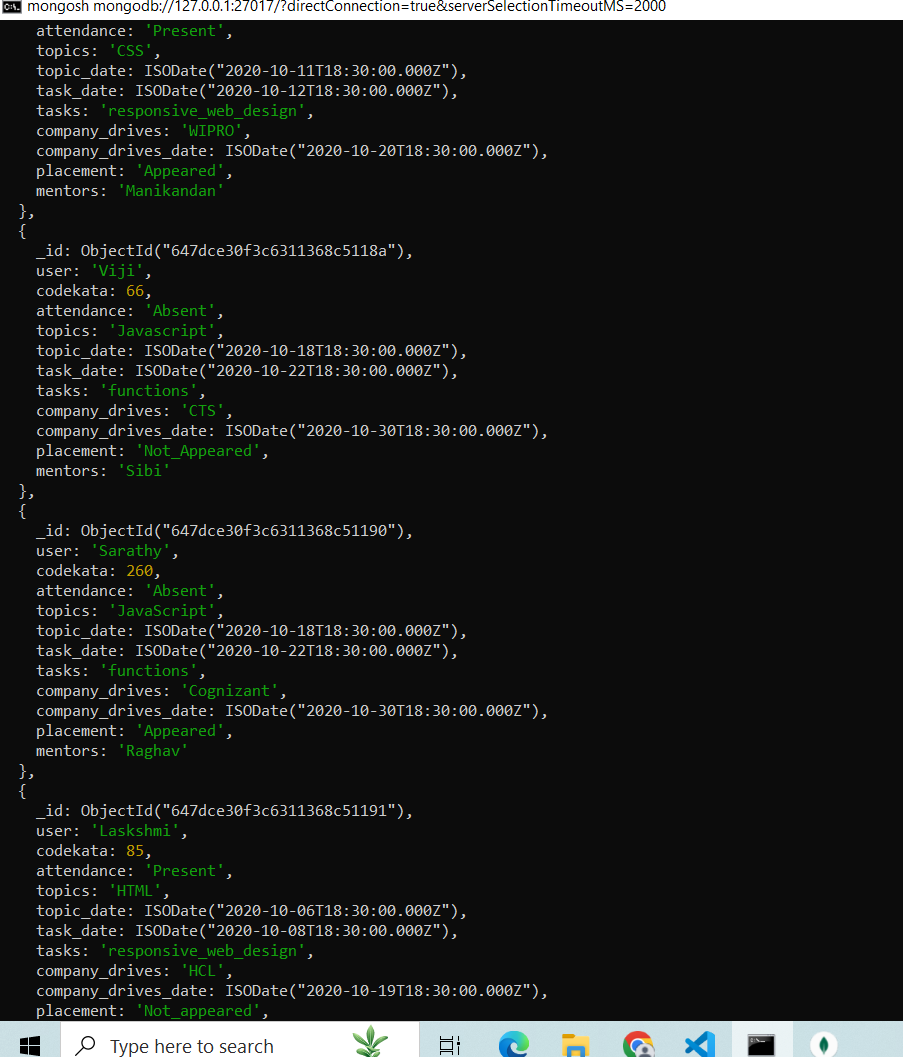 mongosh mongodb://127.0.0.1:27017/?directConnection=true&serverSelectionTimeoutMS=2000
attendance: 'Present',
topics: 'CSS',
topic_date: ISODate("2020-10-11T18:30:00.000Z"),
task_date: ISODate("2020-10-12T18:30:00.000Z"),
tasks: 'responsive_web_design',
company_drives: 'WIPRO',
company_drives_date: ISODate("2020-10-20T18:30:00.000Z"),
placement: 'Appeared',
mentors: 'Manikandan'
},
{
_id: ObjectId("647dce30f3c6311368c5118a"),
user: 'Viji',
codekata: 66,
attendance: 'Absent',
topics: 'Javascript',
topic_date: ISODate("2020-10-18T18:30:00.000Z"),
task_date: ISODate("2020-10-22T18:30:00.000Z"),
tasks: 'functions',
company_drives: 'CTS',
company_drives_date: ISODate("2020-10-30T18:30:00.000Z"),
placement: 'Not_Appeared',
mentors: 'Sibi'
},
{
_id: ObjectId("647dce30f3c6311368c51190"),
user: 'Sarathy',
codekata: 260,
attendance: 'Absent',
topics: 'JavaScript',
topic_date: ISODate("2020-10-18T18:30:00.000Z"),
task_date: ISODate("2020-10-22T18:30:00.000Z"),
tasks: 'functions',
company_drives: 'Cognizant',
company_drives_date: ISODate("2020-10-30T18:30:00.000Z"),
placement: 'Appeared',
mentors: 'Raghav'
},
{
_id: ObjectId("647dce30f3c6311368c51191"),
user: 'Laskshmi',
codekata: 85,
attendance: 'Present',
topics: 'HTML',
topic_date: ISODate("2020-10-06T18:30:00.000Z"),
task_date: ISODate("2020-10-08T18:30:00.000Z"),
tasks: 'responsive_web_design',
company_drives: 'HCL',
company_drives_date: ISODate("2020-10-19T18:30:00.000Z"),
placement: 'Not_appeared',
Type here to search